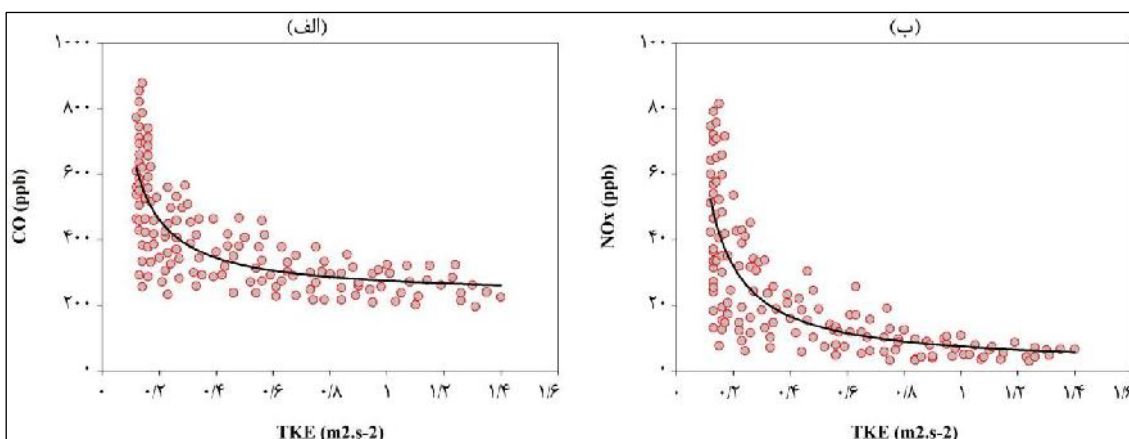 (الف)
CO (ppb)
۱۰۰۰
۸۰۰
۶۰۰
۴۰۰
۲۰۰
۰
۰ ۰/۲ ۰/۴ ۰/۶ ۰/۸ ۱ ۱/۲ ۱/۴ ۱/۶
TKE (m2.s-2)
(ب)
NOx (ppb)
۱۰۰
۸۰
۶۰
۴۰
۲۰
۰
۰ ۰/۲ ۰/۴ ۰/۶ ۰/۸ ۱ ۱/۲ ۱/۴ ۱/۶
TKE (m2.s-2)